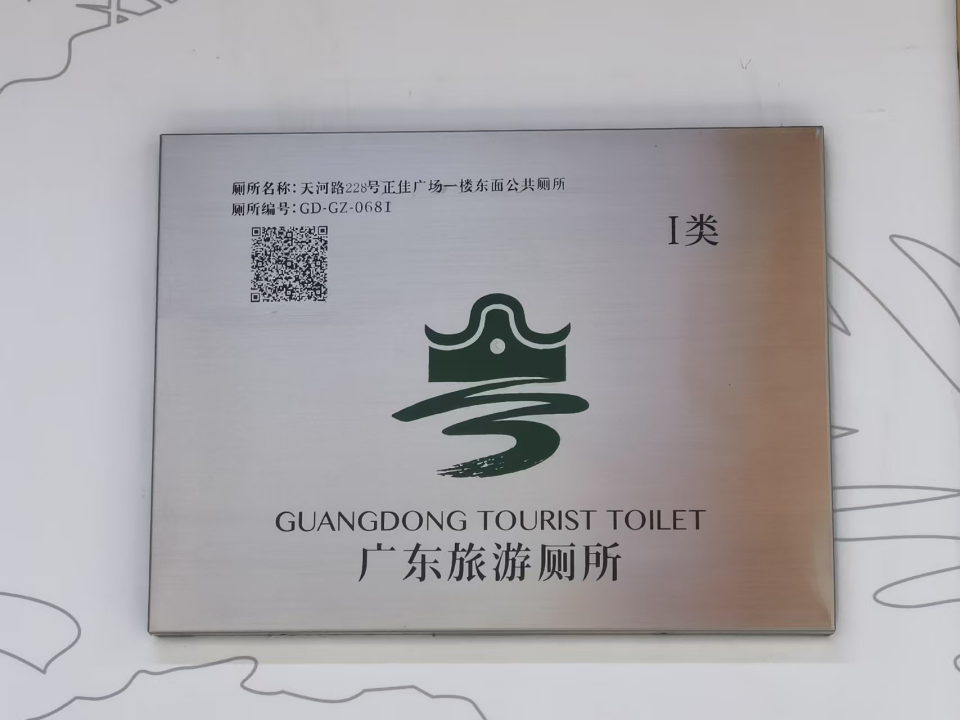 厕所名称：天河路228号正佳广场一楼东面公共厕所
厕所编号：GD-GZ-068I
I类
GUANGDONG TOURIST TOILET
广东旅游厕所